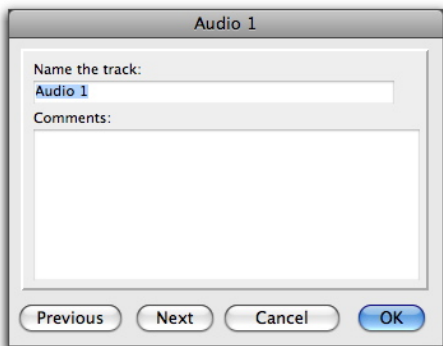 Audio 1
Name the track:
Audio 1
Comments:
Previous Next Cancel OK